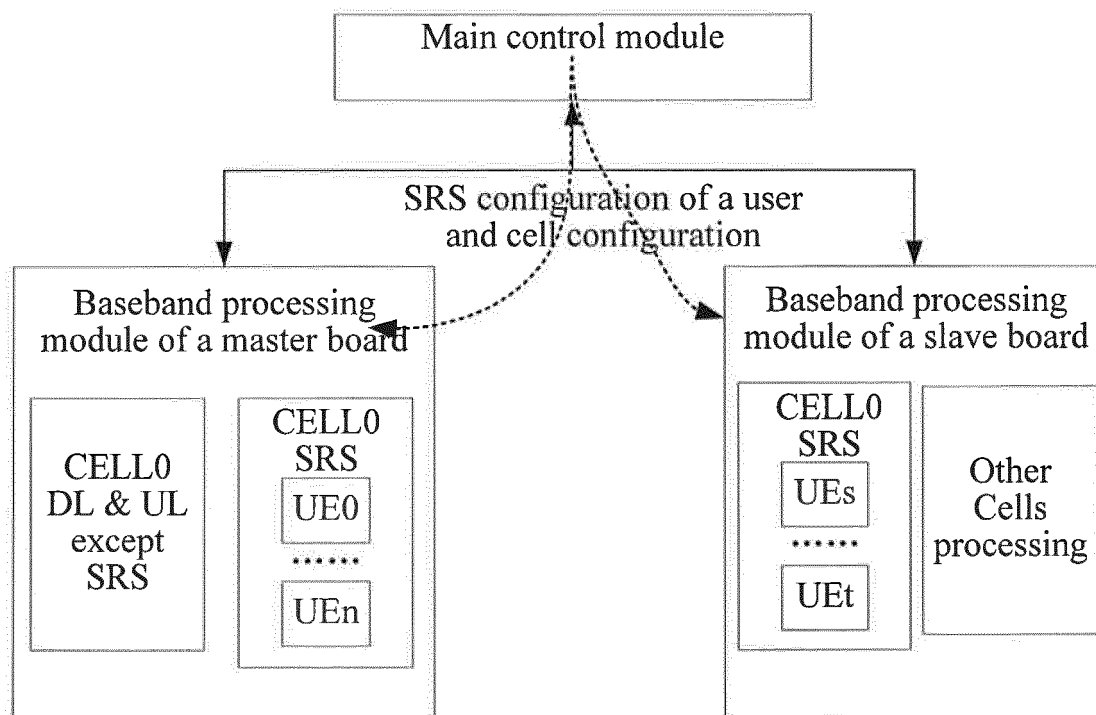 Main control module
SRS configuration of a user
and cell configuration
Baseband processing
module of a master board
CELL0
DL & UL
except
SRS
CELL0
SRS
UE0
......
UEn
Baseband processing
module of a slave board
CELL0
SRS
UEs
......
UEt
Other
Cells
processing